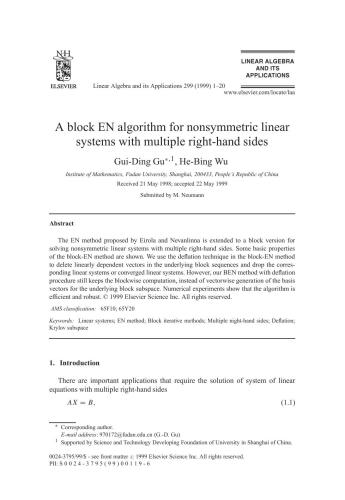 NH
ELSEVIER
LINEAR ALGEBRA
AND ITS
APPLICATIONS
Linear Algebra and its Applications 299 (1999) 1–20
www.elsevier.com/locate/laa
A block EN algorithm for nonsymmetric linear
systems with multiple right-hand sides
Gui-Ding Gu*,1, He-Bing Wu
Institute of Mathematics, Fudan University, Shanghai, 200433, People's Republic of China
Received 21 May 1998; accepted 22 May 1999
Submitted by M. Neumann
Abstract
The EN method proposed by Eirola and Nevanlinna is extended to a block version for
solving nonsymmetric linear systems with multiple right-hand sides. Some basic properties
of the block-EN method are shown. We use the deflation technique in the block-EN method
to delete linearly dependent vectors in the underlying block sequences and drop the corres-
ponding linear systems or converged linear systems. However, our BEN method with deflation
procedure still keeps the blockwise computation, instead of vectorwise generation of the basis
vectors for the underlying block subspace. Numerical experiments show that the algorithm is
efficient and robust. © 1999 Elsevier Science Inc. All rights reserved.
AMS classification: 65F10; 65Y20
Keywords: Linear systems; EN method; Block iterative methods; Multiple right-hand sides; Deflation;
Krylov subspace
1. Introduction
There are important applications that require the solution of system of linear
equations with multiple right-hand sides
AX = B, (1.1)
* Corresponding author.
E-mail address: 970172@fudan.edu.cn (G.-D. Gu)
1 Supported by Science and Technology Developing Foundation of University in Shanghai of China.
0024-3795/99/$ - see front matter © 1999 Elsevier Science Inc. All rights reserved.
PII: S 0 0 2 4 - 3 7 9 5 ( 9 9 ) 0 0 1 1 9 - 6